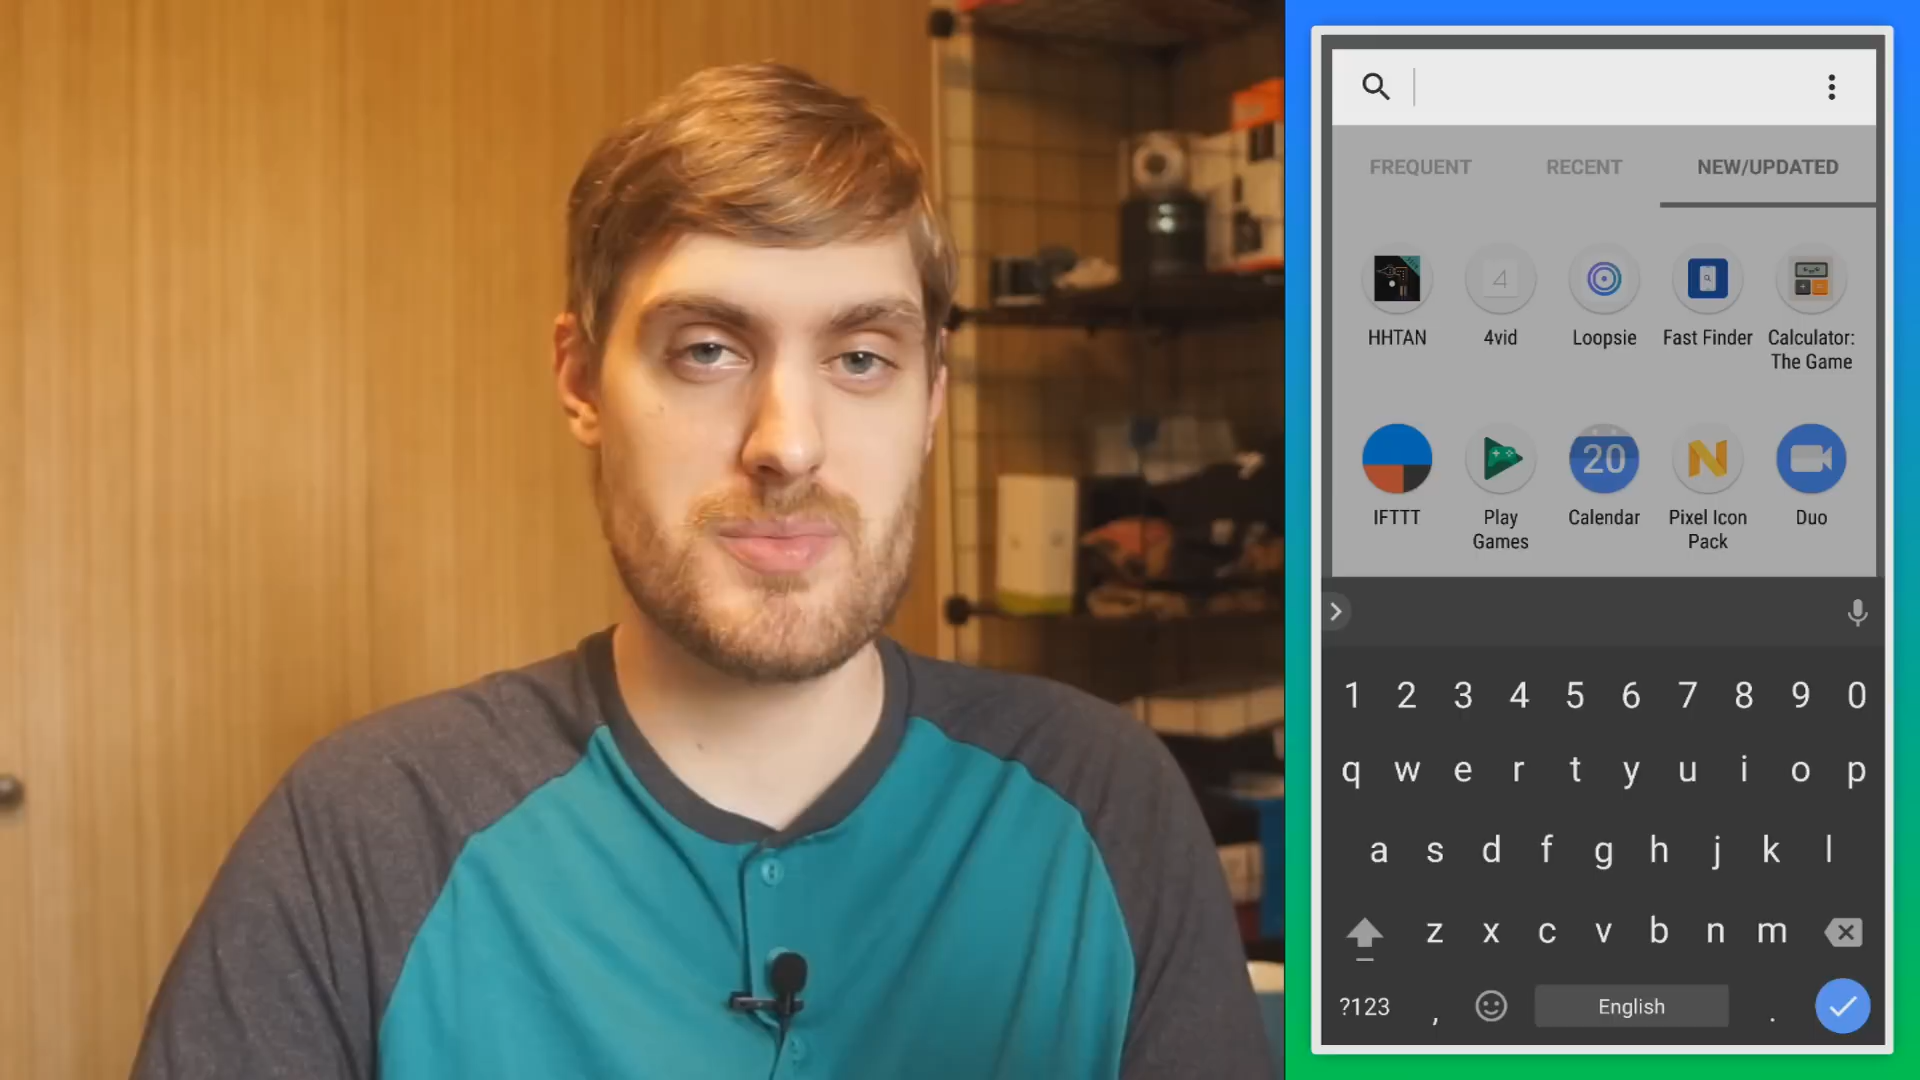 FREQUENT RECENT NEW/UPDATED
4
HHTAN 4vid Loopsie Fast Finder Calculator:
The Game
20 N
IFTTT Play Calendar Pixel Icon Duo
Games Pack
1 2 3 4 5 6 7 8 9 0
q w e r t y u i o p
a s d f g h j k l
z x c v b n m
?123 , English .